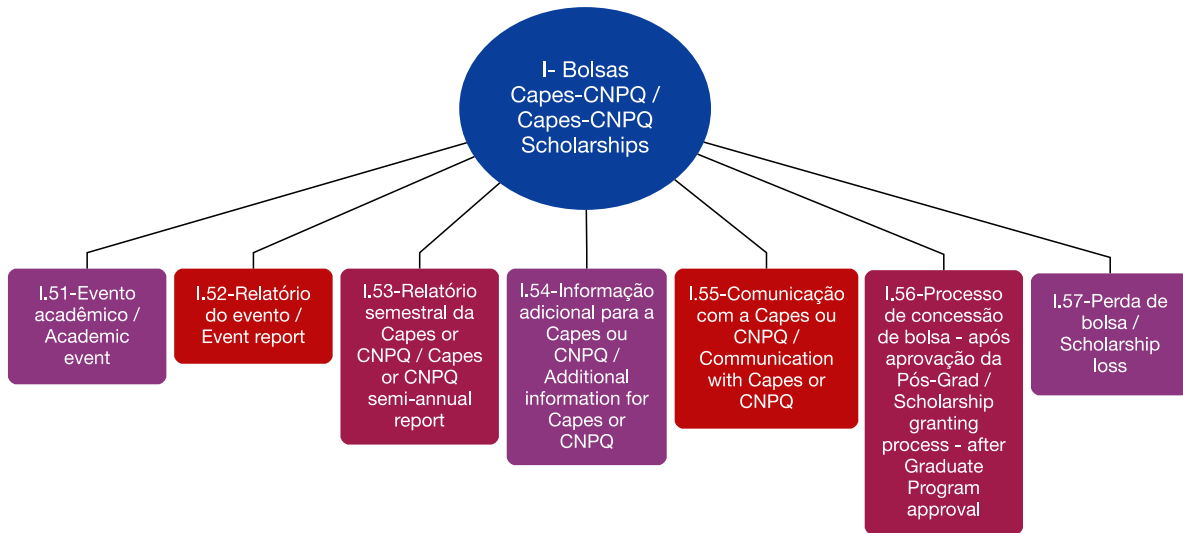 I- Bolsas
Capes-CNPQ /
Capes-CNPQ
Scholarships
I.51-Evento
acadêmico /
Academic
event
I.52-Relatório
do evento /
Event report
I.53-Relatório
semestral da
Capes or
CNPQ / Capes
or CNPQ
semi-annual
report
I.54-Informação
adicional para a
Capes ou
CNPQ /
Additional
information for
Capes or
CNPQ
I.55-Comunicação
com a Capes ou
CNPQ /
Communication
with Capes or
CNPQ
I.56-Processo
de concessão
de bolsa - após
aprovação da
Pós-Grad /
Scholarship
granting
process - after
Graduate
Program
approval
I.57-Perda de
bolsa /
Scholarship
loss